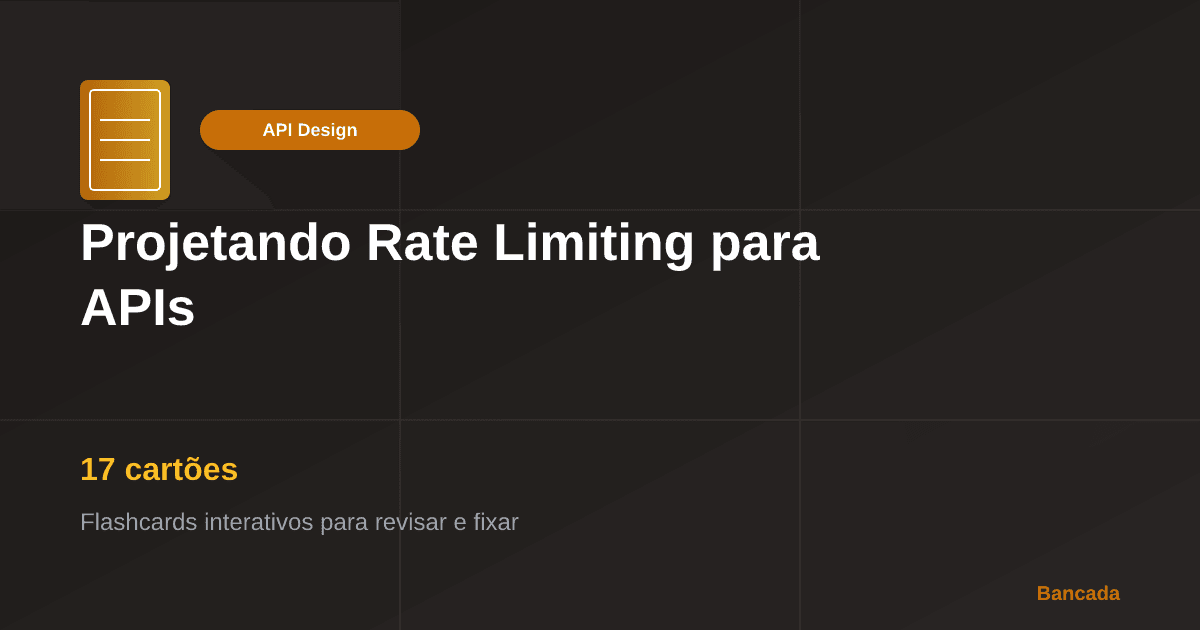 API Design
Projetando Rate Limiting para
APIs
17 cartões
Flashcards interativos para revisar e fixar
Bancada